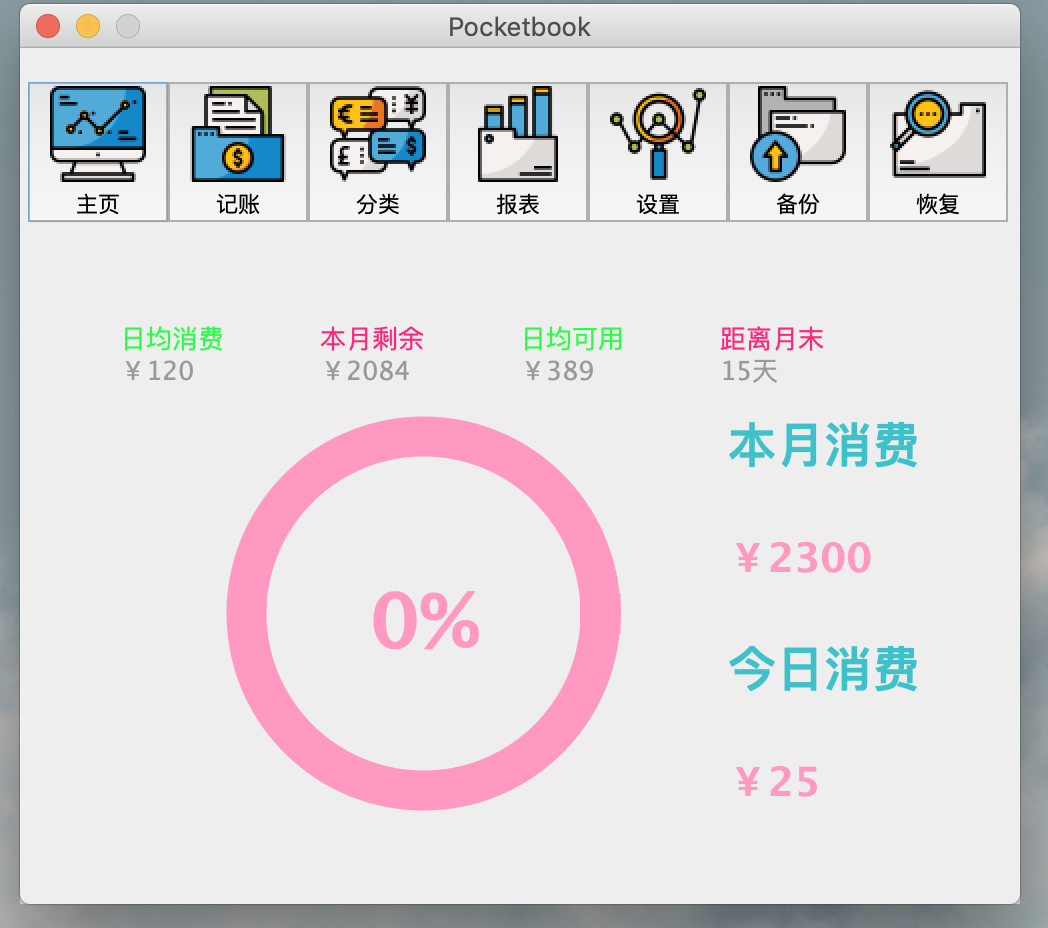 Pocketbook
主页 记账 分类 报表 设置 备份 恢复
日均消费 本月剩余 日均可用 距离月末
¥120 ¥2084 ¥389 15天
本月消费
¥2300
0%
今日消费
¥25